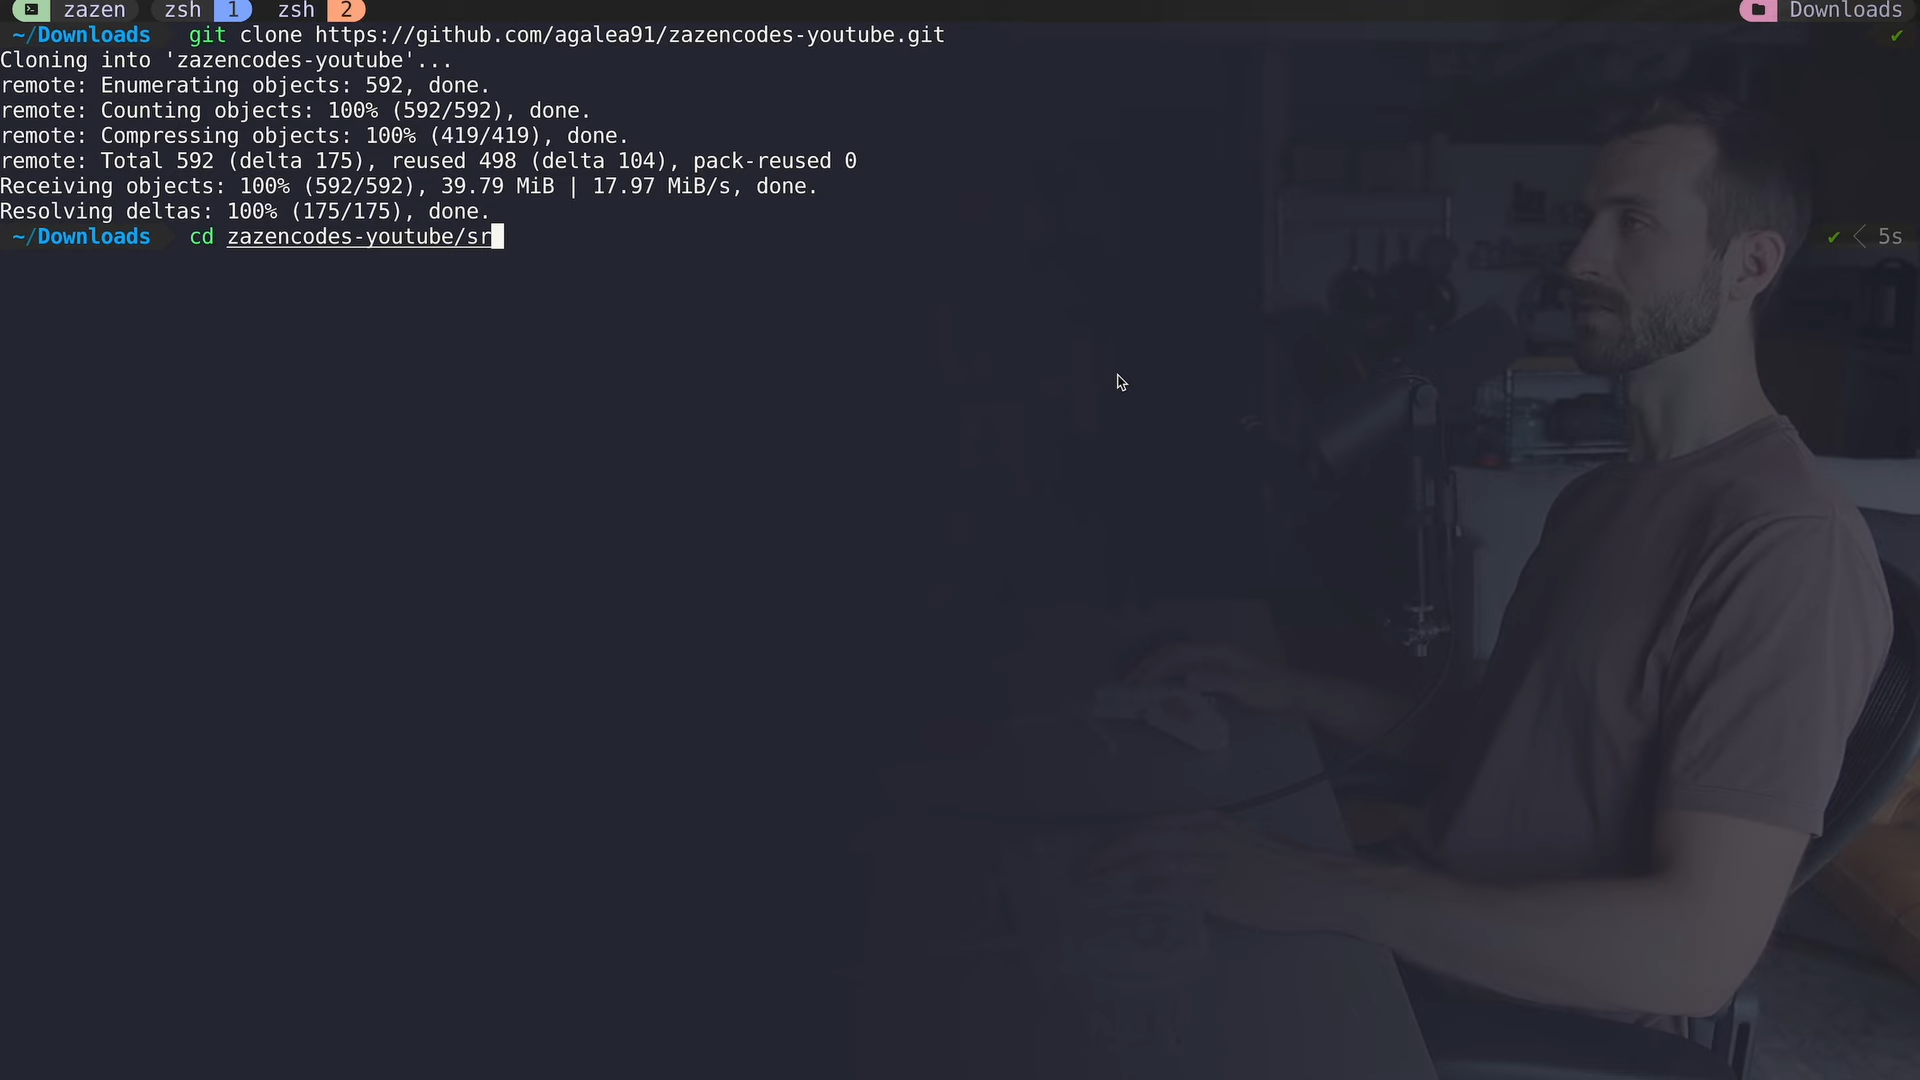 zazen zsh 1 zsh 2 Downloads
~/Downloads git clone https://github.com/agalea91/zazencodes-youtube.git ✔
Cloning into 'zazencodes-youtube'...
remote: Enumerating objects: 592, done.
remote: Counting objects: 100% (592/592), done.
remote: Compressing objects: 100% (419/419), done.
remote: Total 592 (delta 175), reused 498 (delta 104), pack-reused 0
Receiving objects: 100% (592/592), 39.79 MiB | 17.97 MiB/s, done.
Resolving deltas: 100% (175/175), done.
~/Downloads cd zazencodes-youtube/sr ✔ 5s